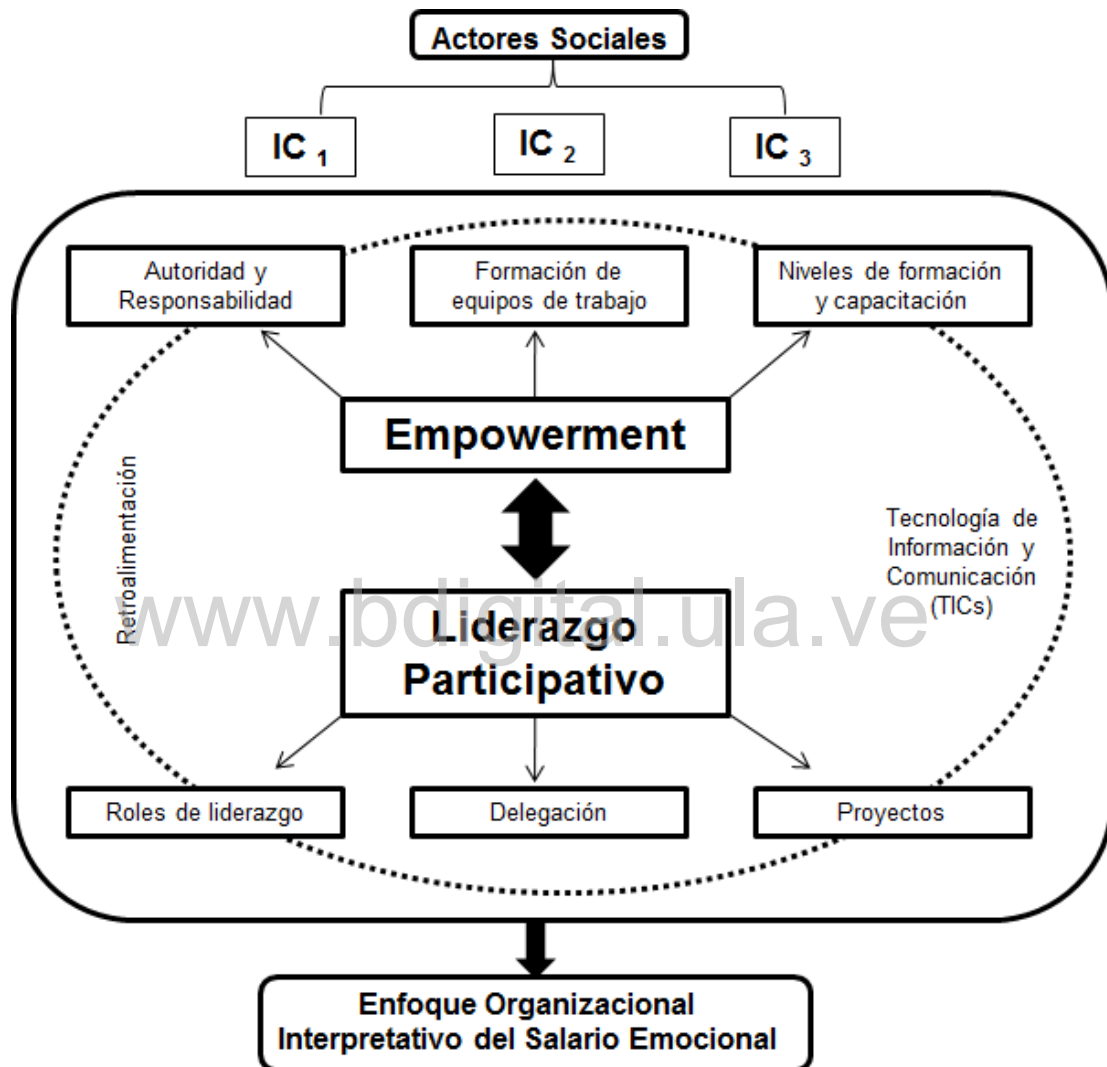 Actores Sociales
IC 1
IC 2
IC 3
Autoridad y
Responsabilidad
Formación de
equipos de trabajo
Niveles de formación
y capacitación
Empowerment
Retroalimentación
Tecnología de
Información y
Comunicación
(TICs)
www.bdigital.ula.ve
Liderazgo
Participativo
Roles de liderazgo
Delegación
Proyectos
Enfoque Organizacional
Interpretativo del Salario Emocional